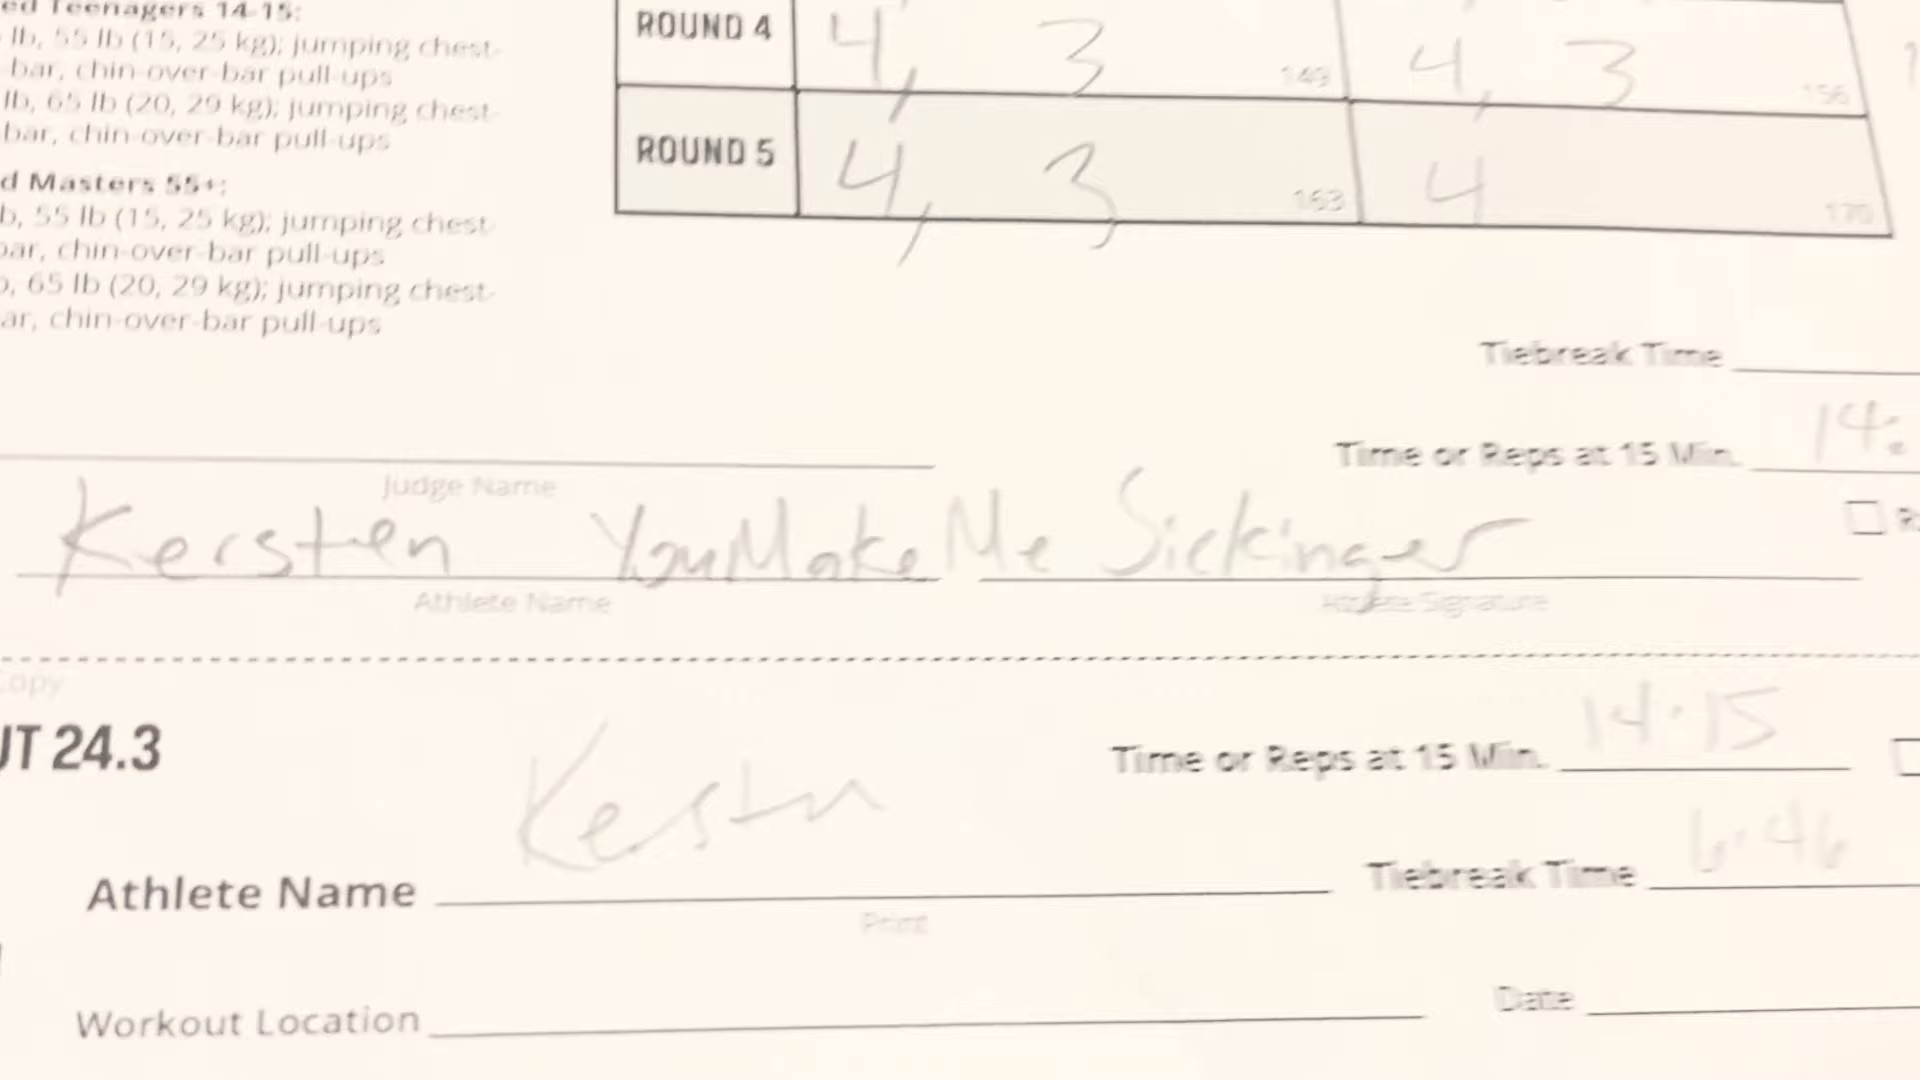 ed Teenagers 14-15:
lb, 55 lb (15, 25 kg); jumping chest-
-bar, chin-over-bar pull-ups
lb, 65 lb (20, 29 kg); jumping chest-
bar, chin-over-bar pull-ups
d Masters 55+:
b, 55 lb (15, 25 kg); jumping chest-
bar, chin-over-bar pull-ups
b, 65 lb (20, 29 kg); jumping chest-
ar, chin-over-bar pull-ups
ROUND 4 4, 3 149 4, 3 156
ROUND 5 4, 3 163 4 170
Tiebreak Time
Time or Reps at 15 Min. 14:
Judge Name
Kersten YouMakeMe Sickinger
Athlete Name Athlete Signature
Copy
UT 24.3
Time or Reps at 15 Min. 14:15
Athlete Name Kestn
Print
Tiebreak Time 6:46
Workout Location
Date